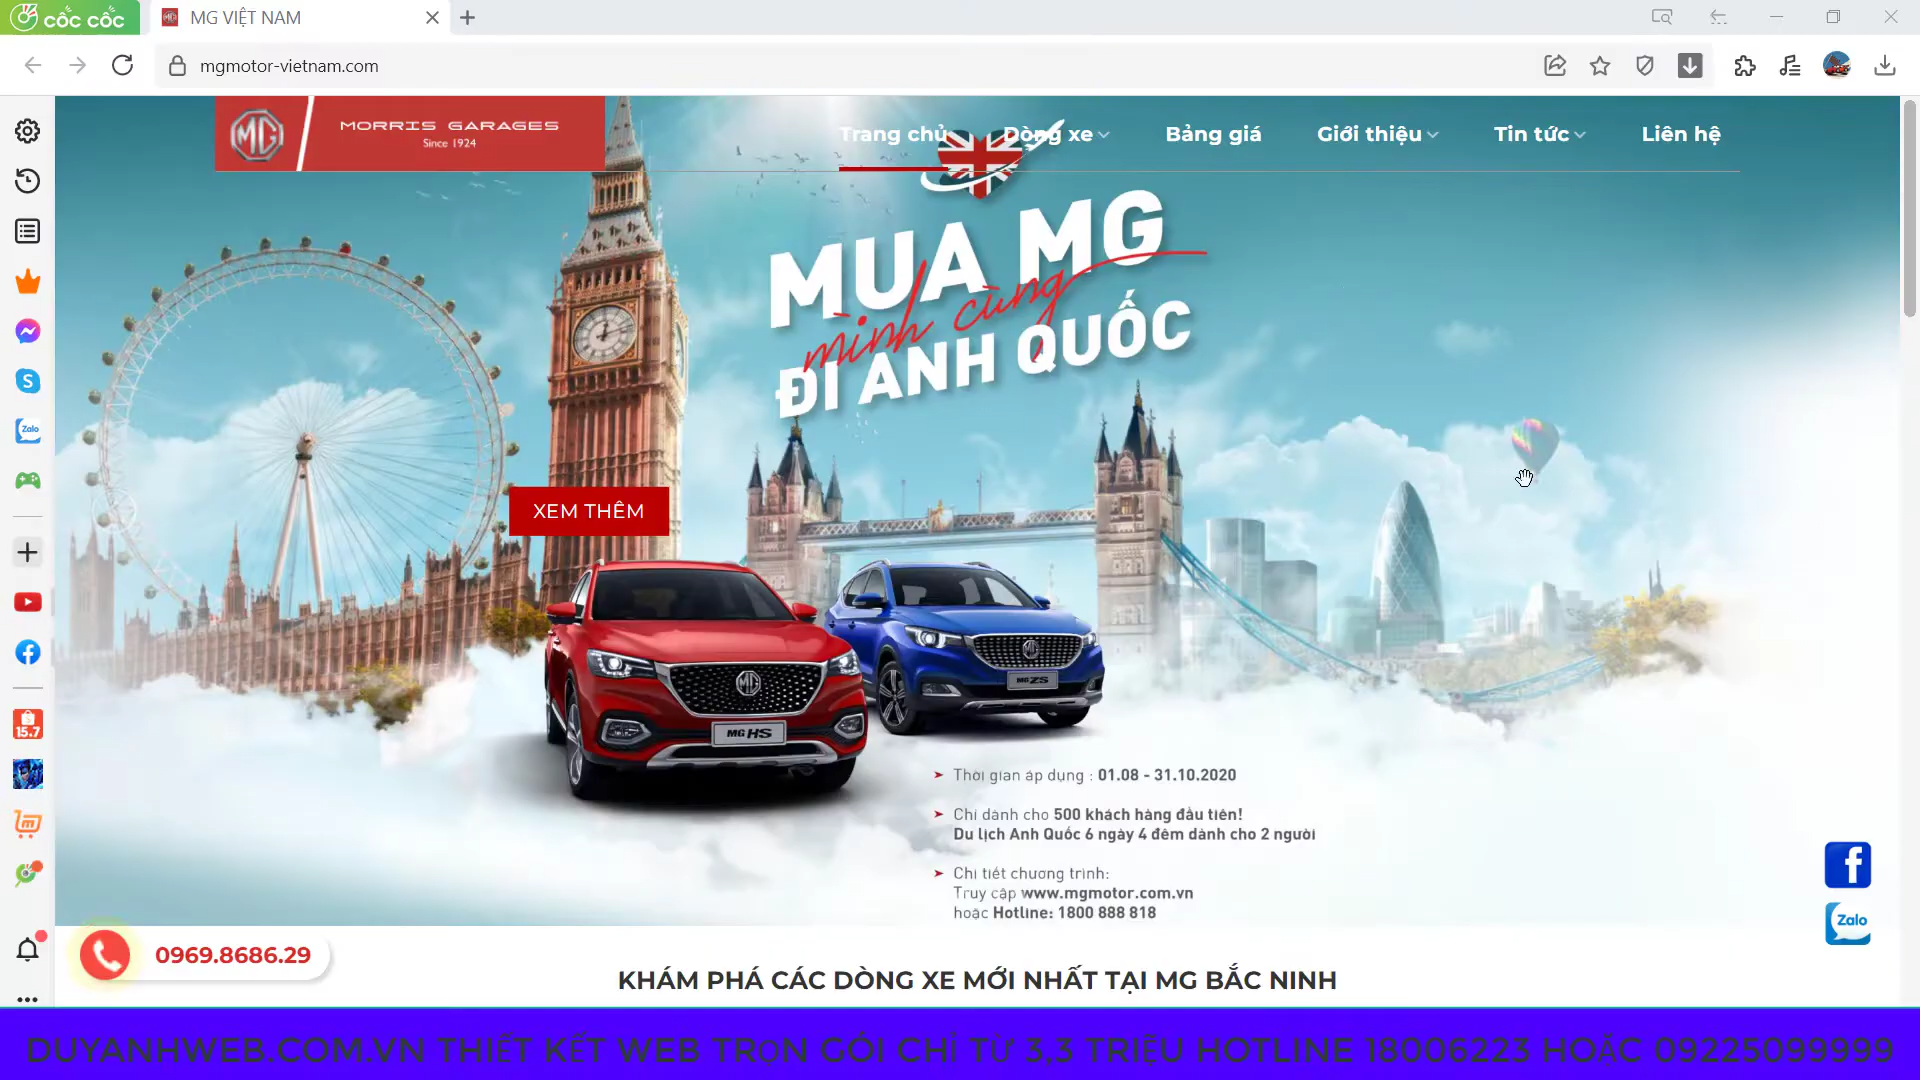 cốc cốc
MG VIỆT NAM
mgmotor-vietnam.com
MG
MORRIS GARAGES
Since 1924
Trang chủ
Dòng xe
Bảng giá
Giới thiệu
Tin tức
Liên hệ
MUA MG
mình cùng
ĐI ANH QUỐC
Zalo
XEM THÊM
MG HS
MG ZS
15.7
Thời gian áp dụng : 01.08 - 31.10.2020
Chỉ dành cho 500 khách hàng đầu tiên!
Du lịch Anh Quốc 6 ngày 4 đêm dành cho 2 người
Chi tiết chương trình:
Truy cập www.mgmotor.com.vn
hoặc Hotline: 1800 888 818
Zalo
0969.8686.29
KHÁM PHÁ CÁC DÒNG XE MỚI NHẤT TẠI MG BẮC NINH
DUYANHWEB.COM.VN THIẾT KẾT WEB TRỌN GÓI CHỈ TỪ 3,3 TRIỆU HOTLINE 18006223 HOẶC 09225099999